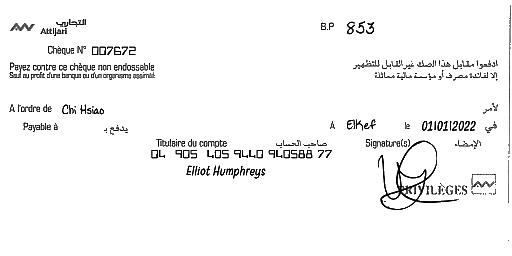 التجاري
Attijari
B.P 853
Chèque N° 007672
Payez contre ce chèque non endossable
Sauf au profit d'une banque ou d'un organisme assimilé
ادفعوا مقابل هذا الصك غير القابل للتظهير
إلا لفائدة مصرف أو مؤسسة مالية مماثلة
A l'ordre de Chi Hsiao لأمر
Payable à يدفع بـ A ElKef le 01/01/2022 في
Titulaire du compte صاحب الحساب Signature(s) الإمضاء
04 905 405 9440 940588 77
Elliot Humphreys
PRIVILÈGES